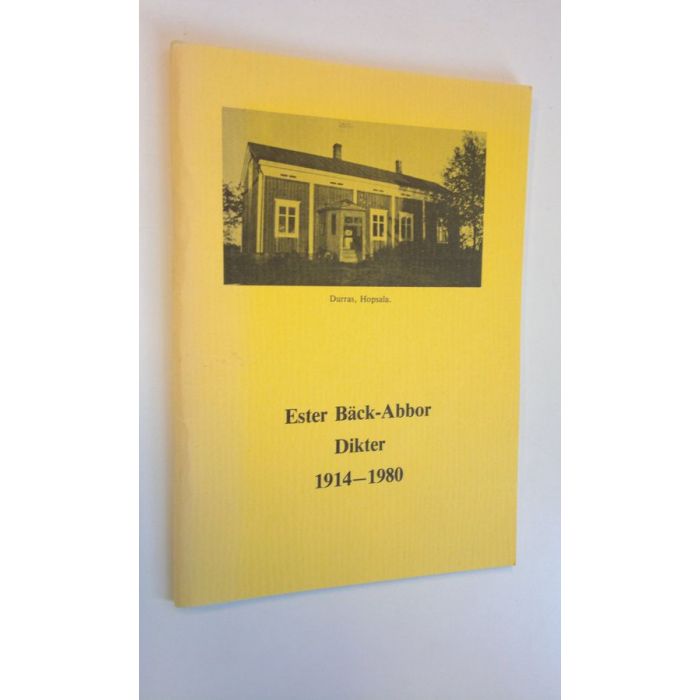 Durras, Hopsala.
Ester Bäck-Abbor
Dikter
1914—1980